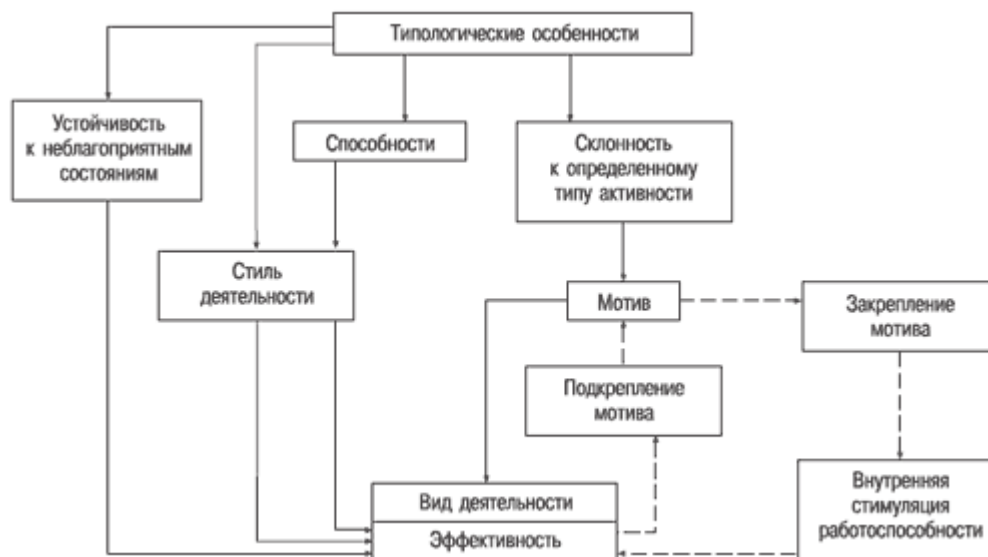 Типологические особенности
Устойчивость
к неблагоприятным
состояниям
Способности
Склонность
к определенному
типу активности
Стиль
деятельности
Мотив
Закрепление
мотива
Подкрепление
мотива
Вид деятельности
Эффективность
Внутренняя
стимуляция
работоспособности